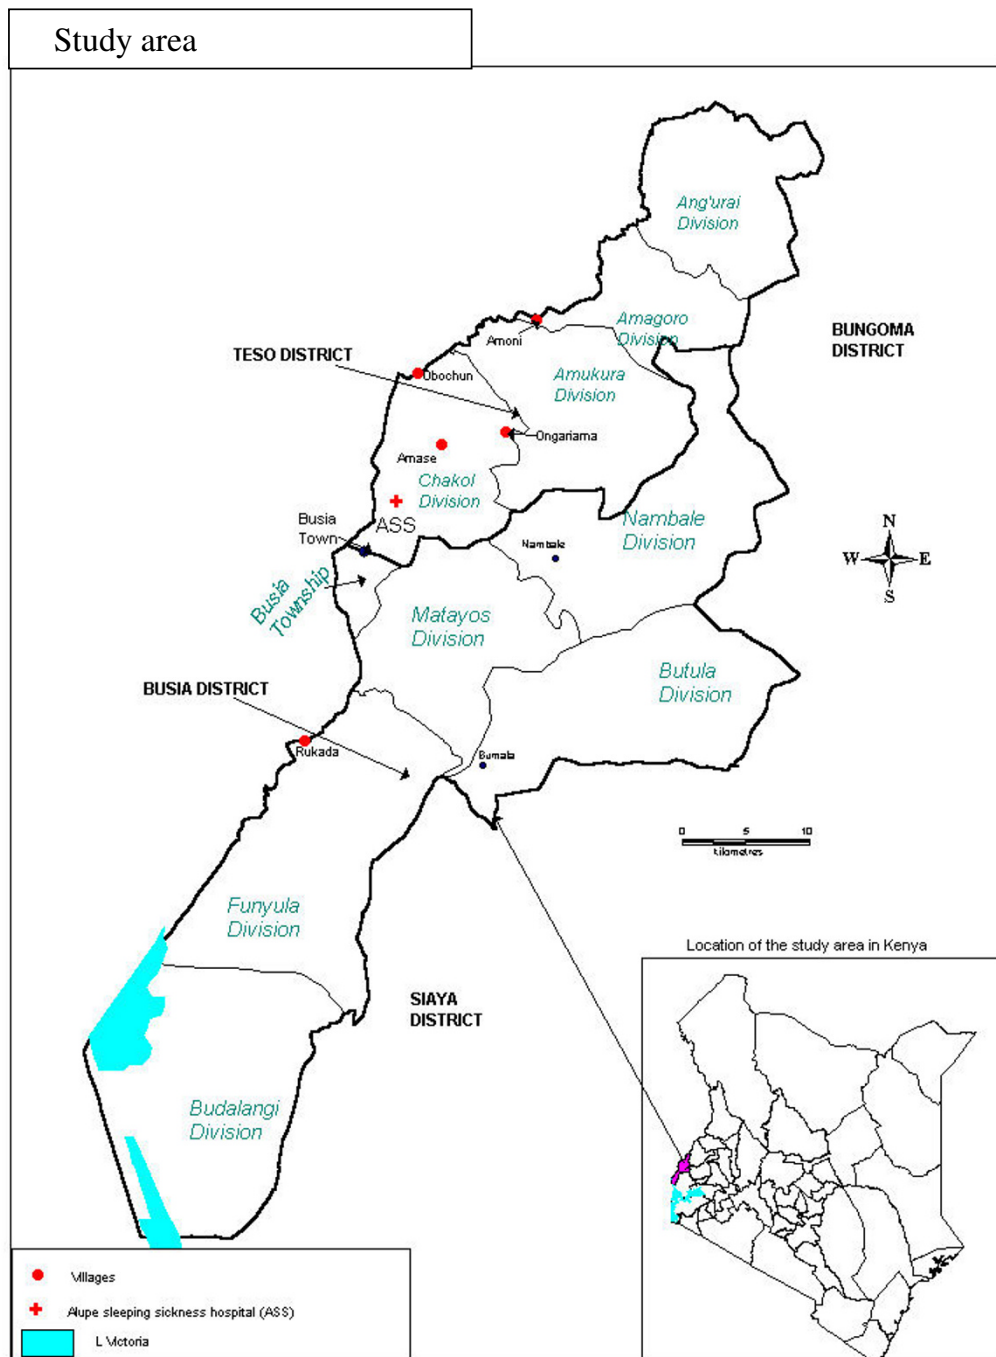 Study area
Ang'urai
Division
Amagoro
Division
BUNGOMA
DISTRICT
Amoni
TESO DISTRICT
Obochun
Amukura
Division
Ongariama
Amase
Chakol
Division
ASS
Busia
Town
Nambale
Division
Nambale
N
W
E
S
Busia
Township
Matayos
Division
Butula
Division
BUSIA DISTRICT
Rukada
Bumala
0 5 10
kilometres
Funyula
Division
Location of the study area in Kenya
SIAYA
DISTRICT
Budalangi
Division
Villages
Alupe sleeping sickness hospital (ASS)
L Victoria